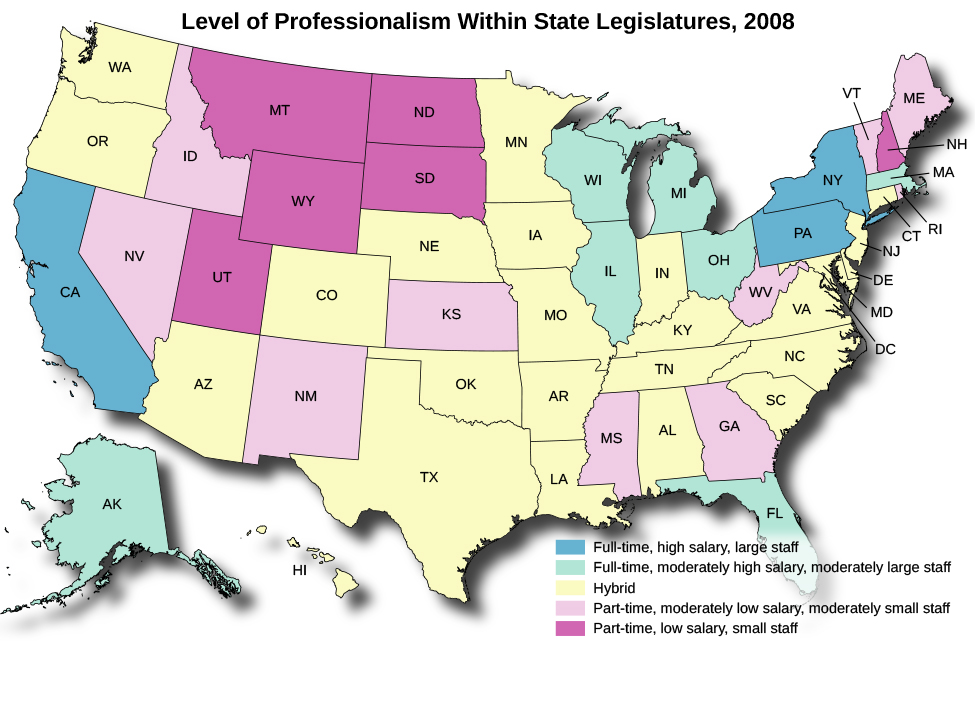 Level of Professionalism Within State Legislatures, 2008
WA
MT
ND
MN
VT
ME
OR
ID
NH
SD
WI
MI
NY
MA
WY
RI
NV
NE
IA
PA
CT
NJ
UT
CO
IL
IN
OH
DE
CA
KS
MO
WV
VA
MD
KY
DC
AZ
NM
OK
AR
TN
NC
SC
MS
AL
GA
TX
LA
AK
FL
HI
Full-time, high salary, large staff
Full-time, moderately high salary, moderately large staff
Hybrid
Part-time, moderately low salary, moderately small staff
Part-time, low salary, small staff